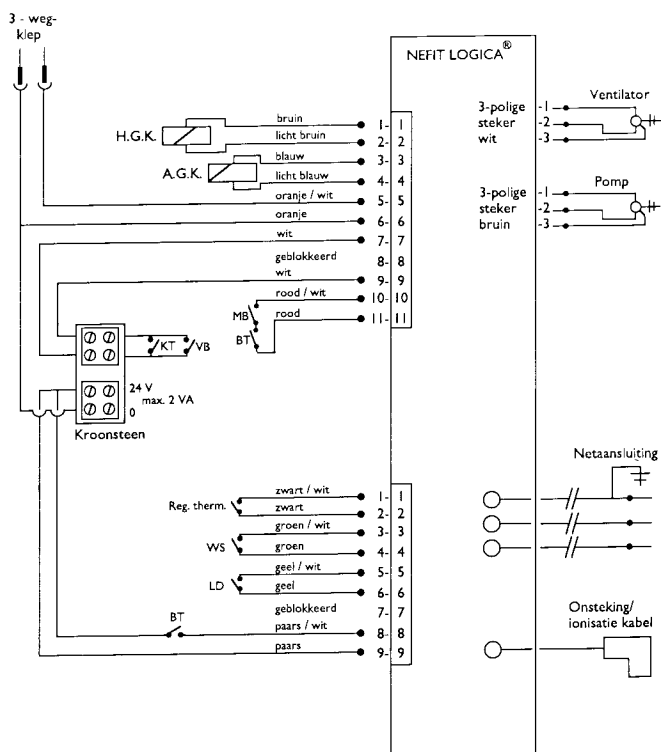 3 - weg-
klep
NEFIT LOGICA®
H.G.K.
bruin
1- 1
licht bruin
2- 2
A.G.K.
blauw
3- 3
licht blauw
4- 4
oranje / wit
5- 5
oranje
6- 6
wit
7- 7
geblokkeerd
8- 8
wit
9- 9
rood / wit
10- 10
MB
rood
11- 11
BT
KT
VB
24 V
max. 2 VA
0
Kroonsteen
3-polige
steker
wit
-1
-2
-3
Ventilator
3-polige
steker
bruin
-1
-2
-3
Pomp
Reg. therm.
zwart / wit
1- 1
zwart
2- 2
WS
groen / wit
3- 3
groen
4- 4
LD
geel / wit
5- 5
geel
6- 6
geblokkeerd
7- 7
BT
paars / wit
8- 8
paars
9- 9
Netaansluiting
Onsteking/
ionisatie kabel